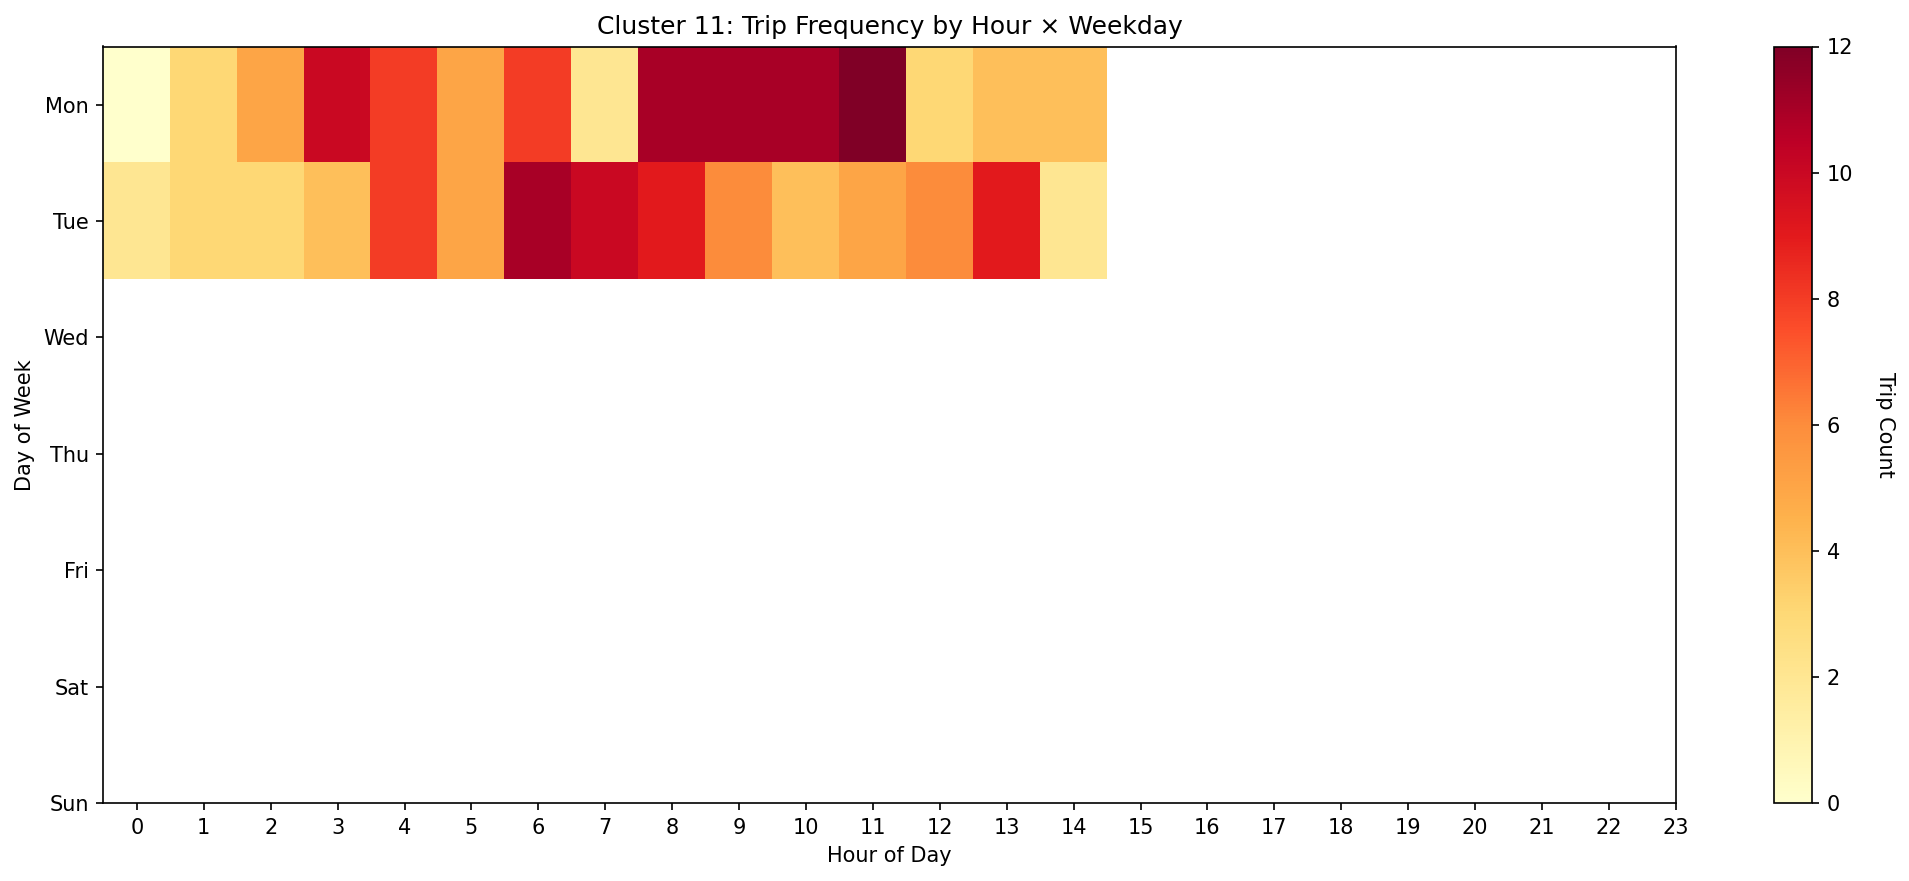 Cluster 11: Trip Frequency by Hour × Weekday
Day of Week
Mon
Tue
Wed
Thu
Fri
Sat
Sun
0 1 2 3 4 5 6 7 8 9 10 11 12 13 14 15 16 17 18 19 20 21 22 23
Hour of Day
12
10
8
6
4
2
0
Trip Count